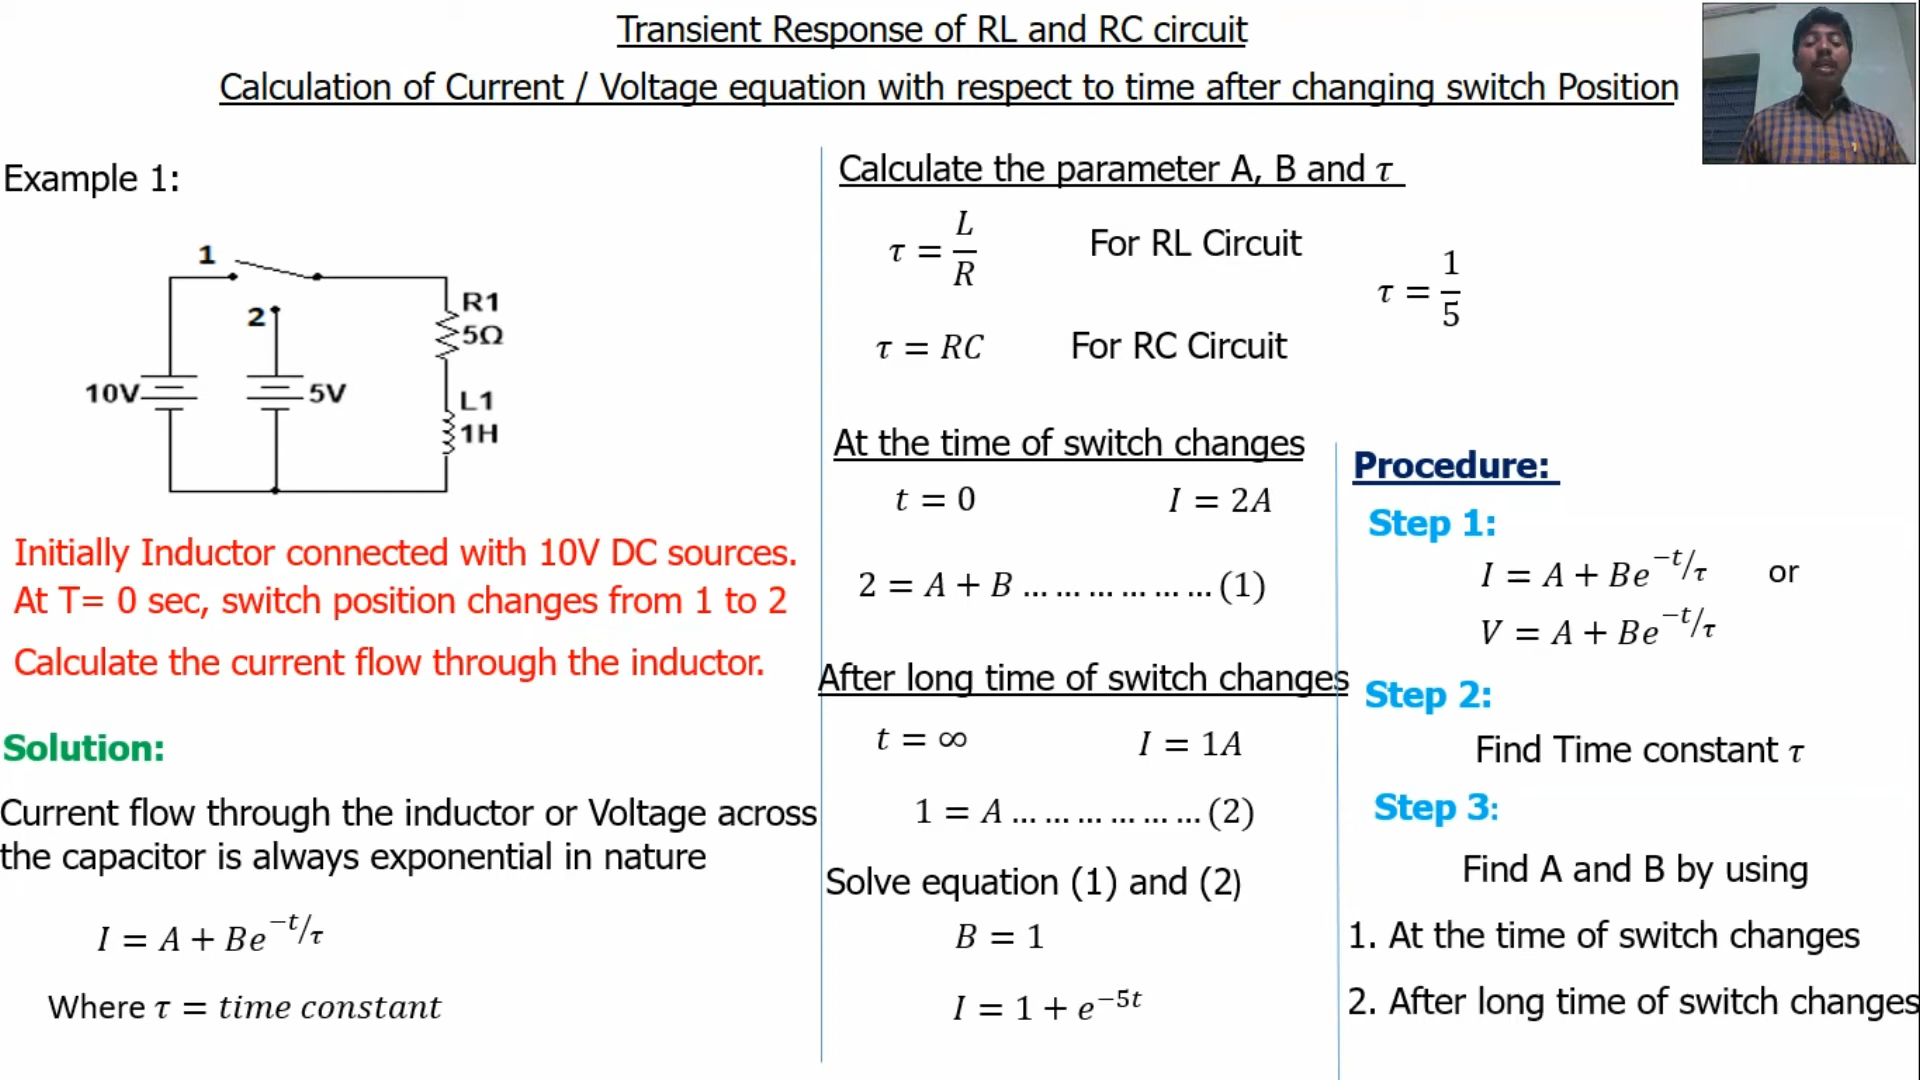 Transient Response of RL and RC circuit
Calculation of Current / Voltage equation with respect to time after changing switch Position
Example 1:
1
2
10V
5V
R1
5Ω
L1
1H
Initially Inductor connected with 10V DC sources.
At T= 0 sec, switch position changes from 1 to 2
Calculate the current flow through the inductor.
Solution:
Current flow through the inductor or Voltage across
the capacitor is always exponential in nature
I = A + Be^{-t/τ}
Where τ = time constant
Calculate the parameter A, B and τ
τ = L/R For RL Circuit
τ = 1/5
τ = RC For RC Circuit
At the time of switch changes
t = 0 I = 2A
2 = A + B ... ... ... ... ... ... (1)
After long time of switch changes
t = ∞ I = 1A
1 = A ... ... ... ... ... ... (2)
Solve equation (1) and (2)
B = 1
I = 1 + e^{-5t}
Procedure:
Step 1:
I = A + Be^{-t/τ} or
V = A + Be^{-t/τ}
Step 2:
Find Time constant τ
Step 3:
Find A and B by using
1. At the time of switch changes
2. After long time of switch changes